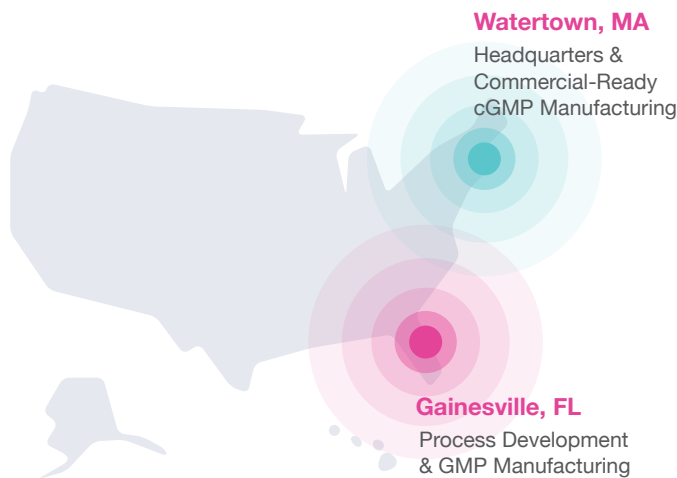 Watertown, MA
Headquarters &
Commercial-Ready
cGMP Manufacturing
Gainesville, FL
Process Development
& GMP Manufacturing